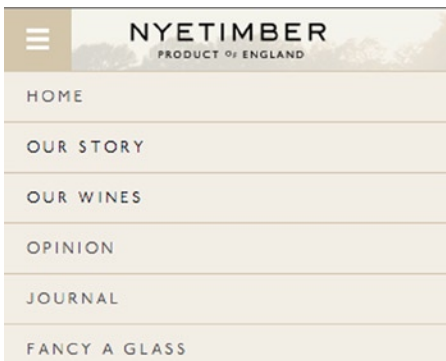 NYETIMBER
PRODUCT OF ENGLAND
HOME
OUR STORY
OUR WINES
OPINION
JOURNAL
FANCY A GLASS